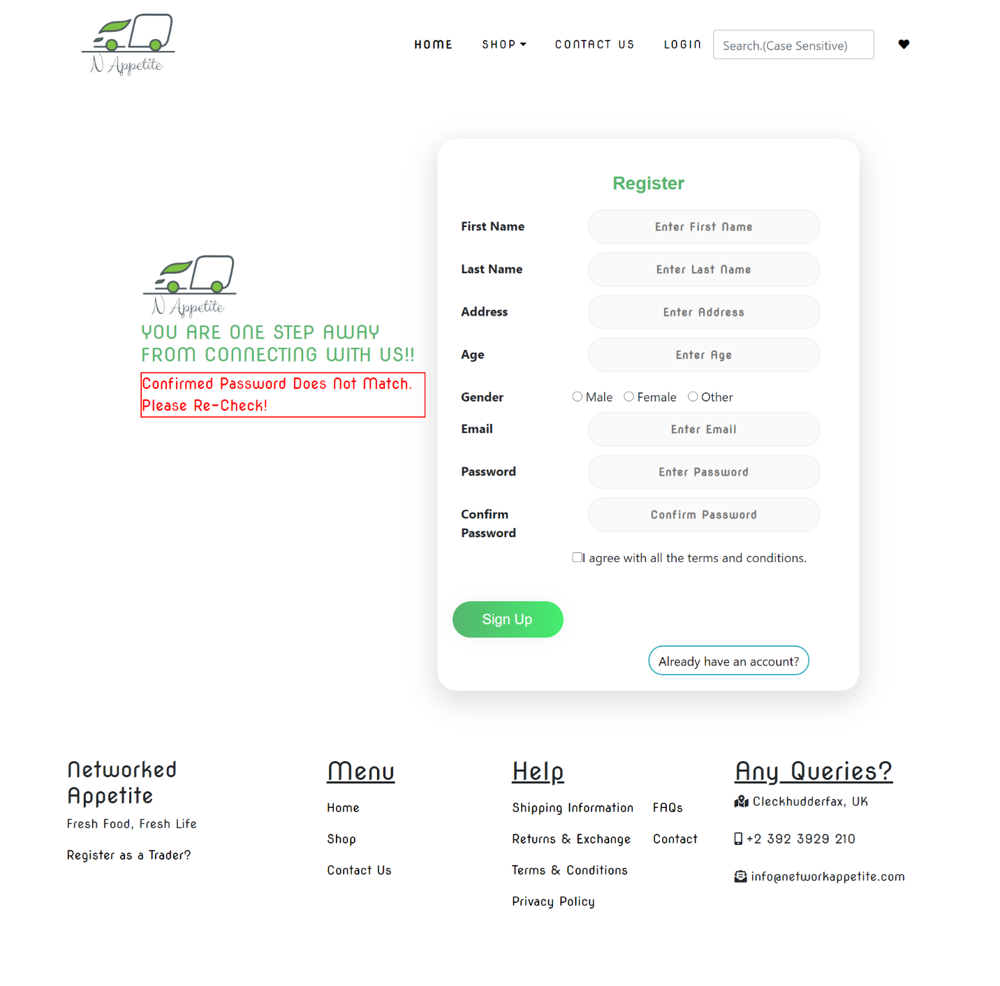 N Appetite
HOME
SHOP
CONTACT US
LOGIN
Search.(Case Sensitive)
N Appetite
YOU ARE ONE STEP AWAY
FROM CONNECTING WITH US!!
Confirmed Password Does Not Match.
Please Re-Check!
Register
First Name
Enter First Name
Last Name
Enter Last Name
Address
Enter Address
Age
Enter Age
Gender
Male
Female
Other
Email
Enter Email
Password
Enter Password
Confirm
Password
Confirm Password
I agree with all the terms and conditions.
Sign Up
Already have an account?
Networked
Appetite
Fresh Food, Fresh Life
Register as a Trader?
Menu
Home
Shop
Contact Us
Help
Shipping Information
Returns & Exchange
Terms & Conditions
Privacy Policy
FAQs
Contact
Any Queries?
Cleckhudderfax, UK
+2 392 3929 210
info@networkappetite.com